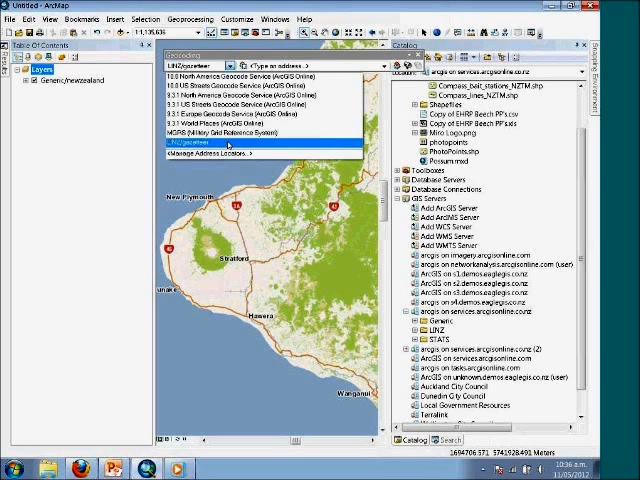 Untitled - ArcMap
File Edit View Bookmarks Insert Selection Geoprocessing Customize Windows Help
1:1,135,636
Table Of Contents
Layers
Generic/newzealand
Results
Geocoding
LINZ/gazetteer
<Type an address...>
10.0 North America Geocode Service (ArcGIS Online)
10.0 US Streets Geocode Service (ArcGIS Online)
9.3.1 North America Geocode Service (ArcGIS Online)
9.3.1 US Streets Geocode Service (ArcGIS Online)
9.3.1 Europe Geocode Service (ArcGIS Online)
9.3.1 World Places (ArcGIS Online)
MGRS (Military Grid Reference System)
LINZ/gazetteer
<Manage Address Locators...>
New Plymouth
Stratford
Hawera
Wanganui
Catalog
Location:
arcgis on services.arcgisonline.co.nz
Compass_bait_stations_NZTM.shp
Compass_NZTM_lines.shp
Shapefiles
Copy of EHRP Beech PP's.csv
Copy of EHRP Beech PP's.xls
Miro Logo.png
photopoints
PhotoPoints.shp
Possum.mxd
Toolboxes
Database Servers
Database Connections
GIS Servers
Add ArcGIS Server
Add ArcIMS Server
Add WCS Server
Add WMS Server
Add WMTS Server
arcgis on imagery.arcgisonline.com
arcgis on networkanalysis.arcgisonline.com (user)
ArcGIS on s1.demos.eaglegis.co.nz
ArcGIS on s2.demos.eaglegis.co.nz
arcgis on s3.demos.eaglegis.co.nz
arcgis on s4.demos.eaglegis.co.nz
arcgis on services.arcgisonline.co.nz
Generic
LINZ
STATS
arcgis on services.arcgisonline.com (2)
arcgis on tasks.arcgisonline.com
ArcGIS on unknown.demos.eaglegis.co.nz (user)
Auckland City Council
Dunedin City Council
Local Government Resources
Terralink
Catalog
Search
Snapping Environment
1694706.571 5741928.491 Meters
10:36 a.m.
11/05/2012